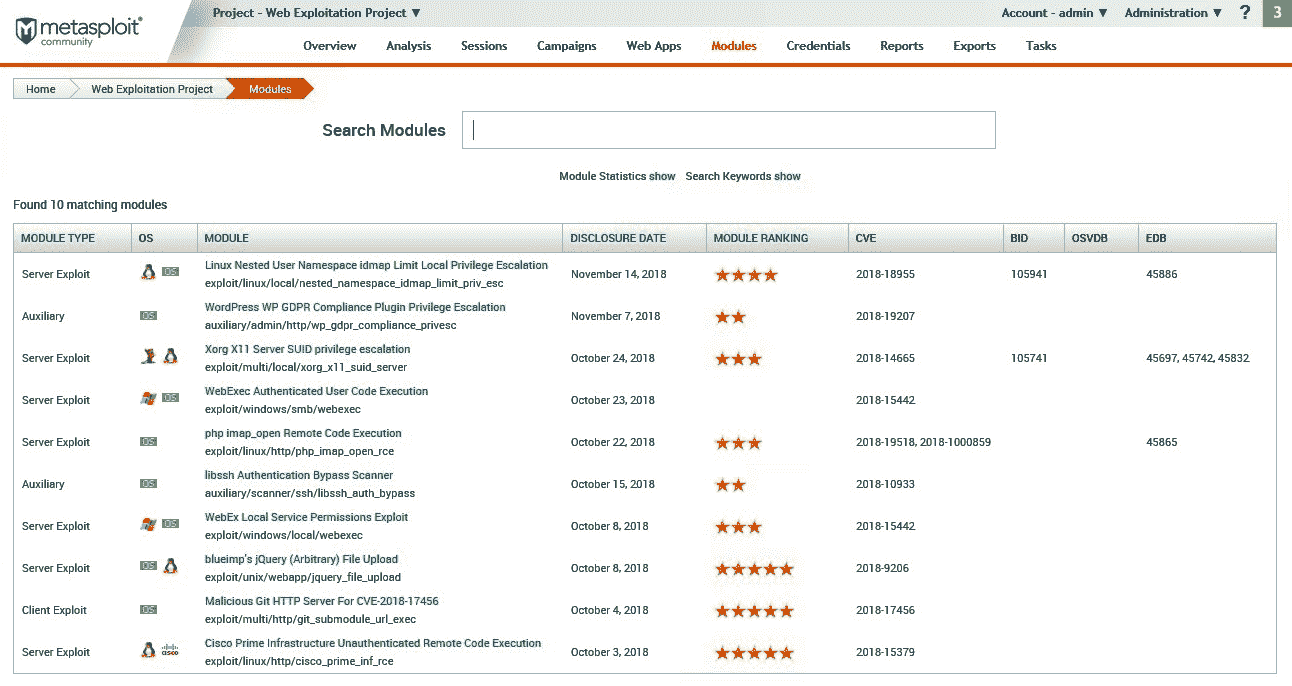 metasploit®
community
Project - Web Exploitation Project ▼
Account - admin ▼ Administration ▼ ? 3
Overview Analysis Sessions Campaigns Web Apps Modules Credentials Reports Exports Tasks
Home Web Exploitation Project Modules
Search Modules
Module Statistics show Search Keywords show
Found 10 matching modules
MODULE TYPE OS MODULE DISCLOSURE DATE MODULE RANKING CVE BID OSVDB EDB
Linux Nested User Namespace idmap Limit Local Privilege Escalation
Server Exploit OS November 14, 2018 2018-18955 105941 45886
exploit/linux/local/nested_namespace_idmap_limit_priv_esc
WordPress WP GDPR Compliance Plugin Privilege Escalation
Auxiliary OS November 7, 2018 2018-19207
auxiliary/admin/http/wp_gdpr_compliance_privesc
Xorg X11 Server SUID privilege escalation
Server Exploit October 24, 2018 2018-14665 105741 45697, 45742, 45832
exploit/multi/local/xorg_x11_suid_server
WebExec Authenticated User Code Execution
Server Exploit OS October 23, 2018 2018-15442
exploit/windows/smb/webexec
php imap_open Remote Code Execution
Server Exploit OS October 22, 2018 2018-19518, 2018-1000859 45865
exploit/linux/http/php_imap_open_rce
libssh Authentication Bypass Scanner
Auxiliary OS October 15, 2018 2018-10933
auxiliary/scanner/ssh/libssh_auth_bypass
WebEx Local Service Permissions Exploit
Server Exploit OS October 8, 2018 2018-15442
exploit/windows/local/webexec
blueimp's jQuery (Arbitrary) File Upload
Server Exploit OS October 8, 2018 2018-9206
exploit/unix/webapp/jquery_file_upload
Malicious Git HTTP Server For CVE-2018-17456
Client Exploit OS October 4, 2018 2018-17456
exploit/multi/http/git_submodule_url_exec
Cisco Prime Infrastructure Unauthenticated Remote Code Execution
Server Exploit cisco October 3, 2018 2018-15379
exploit/linux/http/cisco_prime_inf_rce